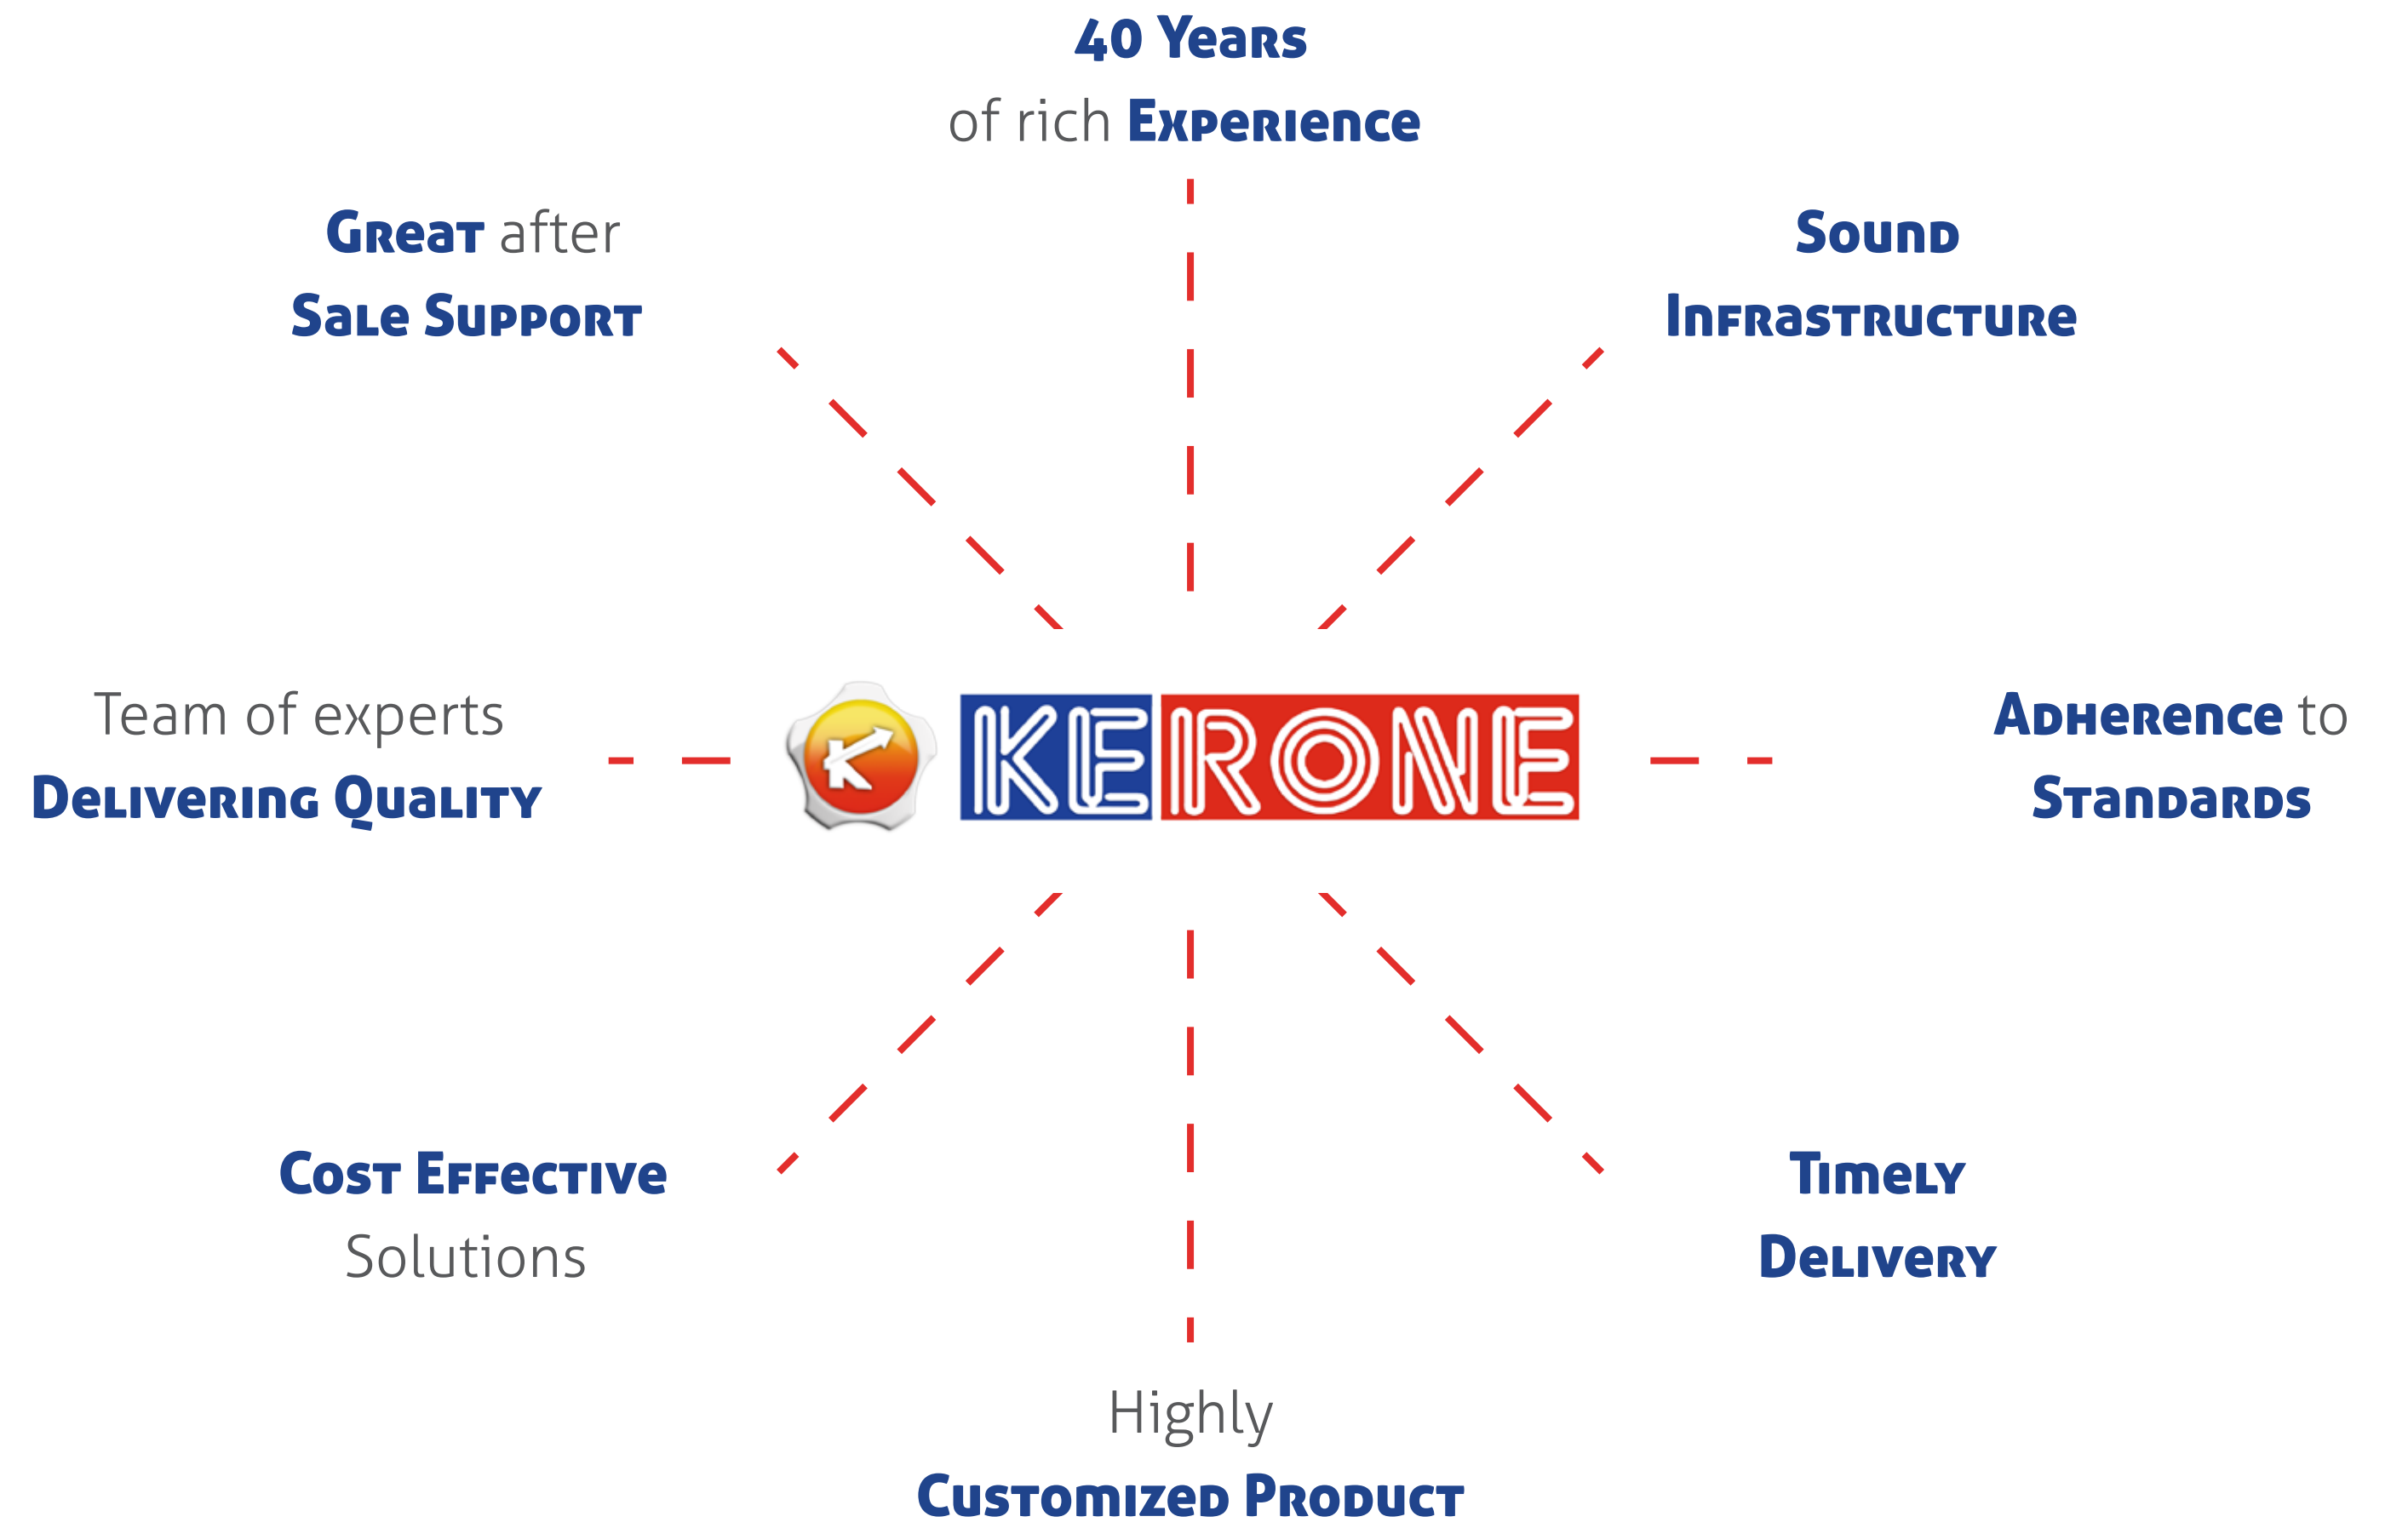 40 Years
of rich Experience
Great after
Sale Support
Sound
Infrastructure
Team of experts
Delivering Quality
K KERONE
Adherence to
Standards
Cost Effective
Solutions
Timely
Delivery
Highly
Customized Product